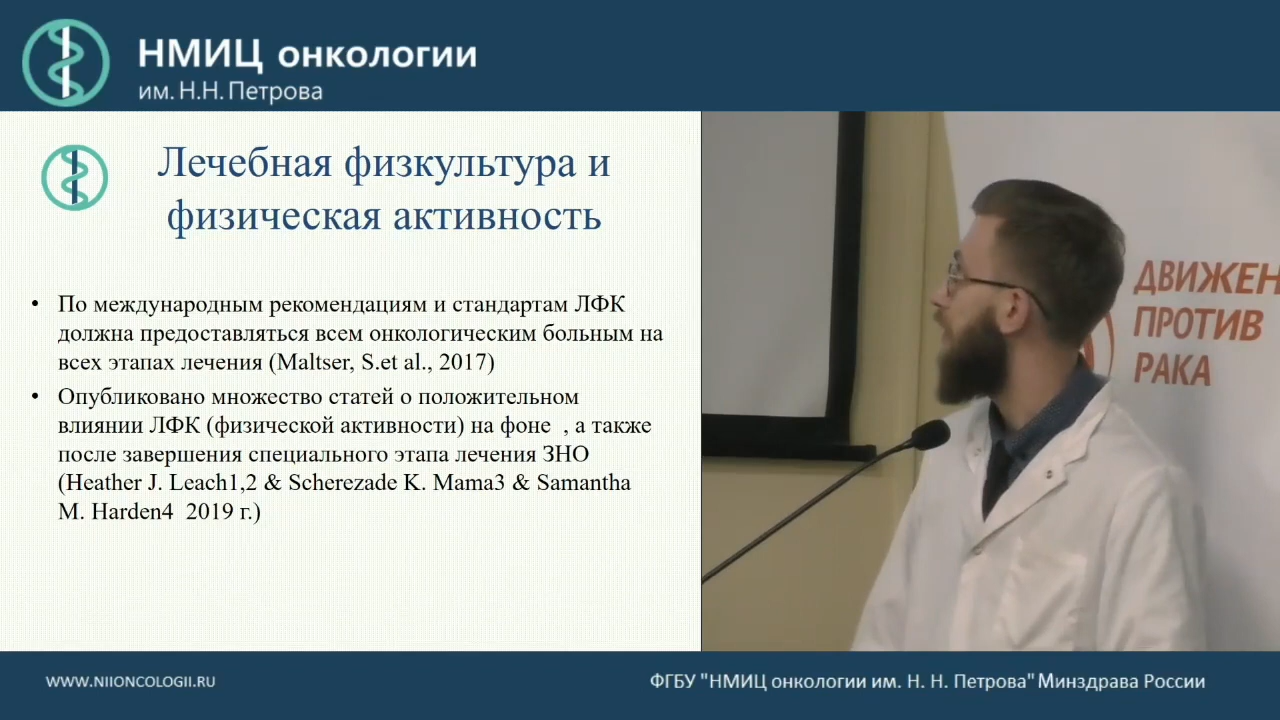 НМИЦ онкологии
им. Н.Н. Петрова
Лечебная физкультура и
физическая активность
• По международным рекомендациям и стандартам ЛФК
должна предоставляться всем онкологическим больным на
всех этапах лечения (Maltser, S.et al., 2017)
• Опубликовано множество статей о положительном
влиянии ЛФК (физической активности) на фоне  , а также
после завершения специального этапа лечения ЗНО
(Heather J. Leach1,2 & Scherezade K. Mama3 & Samantha
M. Harden4  2019 г.)
ДВИЖЕН
ПРОТИВ
РАКА
WWW.NIIONCOLOGII.RU
ФГБУ "НМИЦ онкологии им. Н. Н. Петрова" Минздрава России